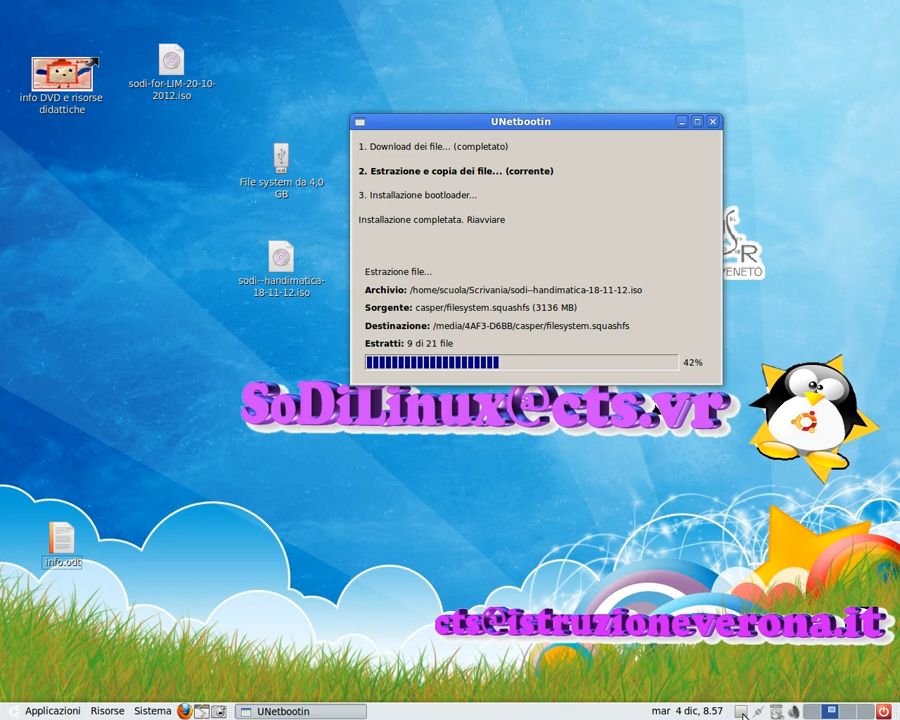 info DVD e risorse
didattiche
sodi-for-LIM-20-10-
2012.iso
File system da 4,0
GB
sodi--handimatica-
18-11-12.iso
UNetbootin
1. Download dei file... (completato)
2. Estrazione e copia dei file... (corrente)
3. Installazione bootloader...
Installazione completata. Riavviare
Estrazione file...
Archivio: /home/scuola/Scrivania/sodi--handimatica-18-11-12.iso
Sorgente: casper/filesystem.squashfs (3136 MB)
Destinazione: /media/4AF3-D6BB/casper/filesystem.squashfs
Estratti: 9 di 21 file
42%
R
VENETO
SoDiLinux@cts.vr
info.odt
cts@istruzioneverona.it
Applicazioni Risorse Sistema UNetbootin mar 4 dic, 8.57